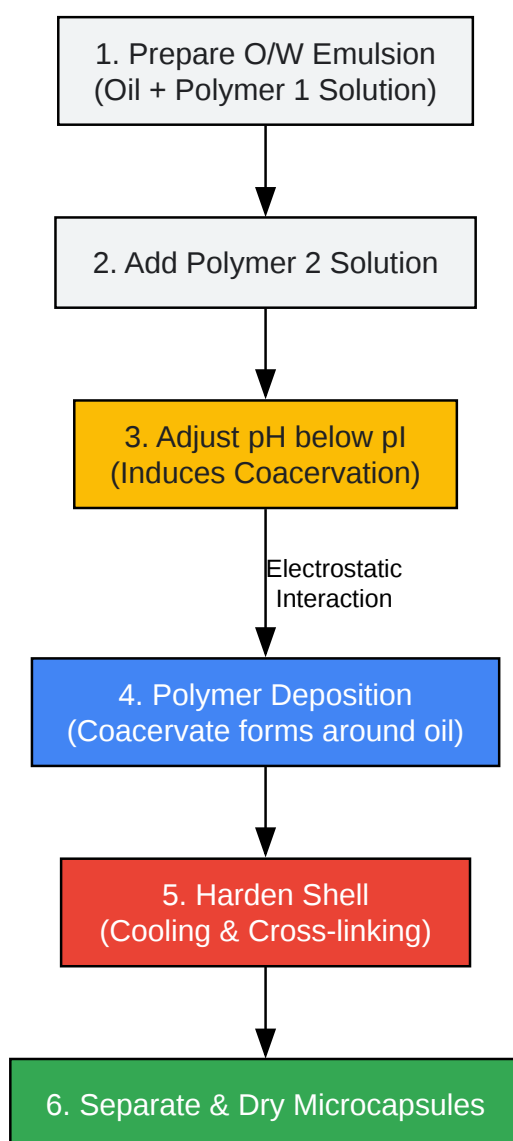 1. Prepare O/W Emulsion
(Oil + Polymer 1 Solution)
2. Add Polymer 2 Solution
3. Adjust pH below pI
(Induces Coacervation)
Electrostatic
Interaction
4. Polymer Deposition
(Coacervate forms around oil)
5. Harden Shell
(Cooling & Cross-linking)
6. Separate & Dry Microcapsules